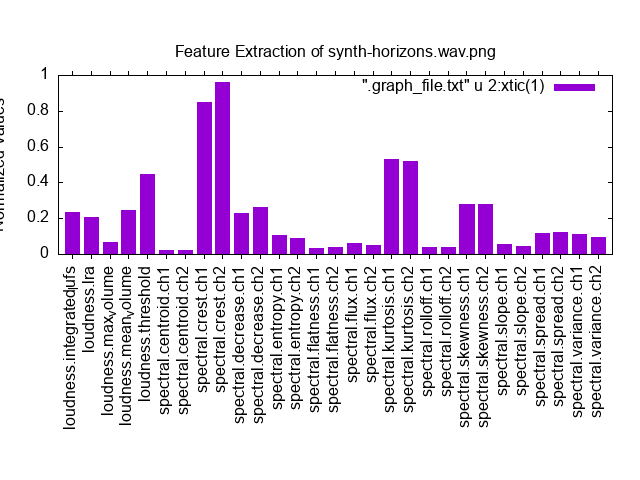 Feature Extraction of synth-horizons.wav.png
".graph_file.txt" u 2:xtic(1)
Normalized Values
1
0.8
0.6
0.4
0.2
0
loudness.integratedlufs
loudness.lra
loudness.maxvolume
loudness.meanvolume
loudness.threshold
spectral.centroid.ch1
spectral.centroid.ch2
spectral.crest.ch1
spectral.crest.ch2
spectral.decrease.ch1
spectral.decrease.ch2
spectral.entropy.ch1
spectral.entropy.ch2
spectral.flatness.ch1
spectral.flatness.ch2
spectral.flux.ch1
spectral.flux.ch2
spectral.kurtosis.ch1
spectral.kurtosis.ch2
spectral.rolloff.ch1
spectral.rolloff.ch2
spectral.skewness.ch1
spectral.skewness.ch2
spectral.slope.ch1
spectral.slope.ch2
spectral.spread.ch1
spectral.spread.ch2
spectral.variance.ch1
spectral.variance.ch2